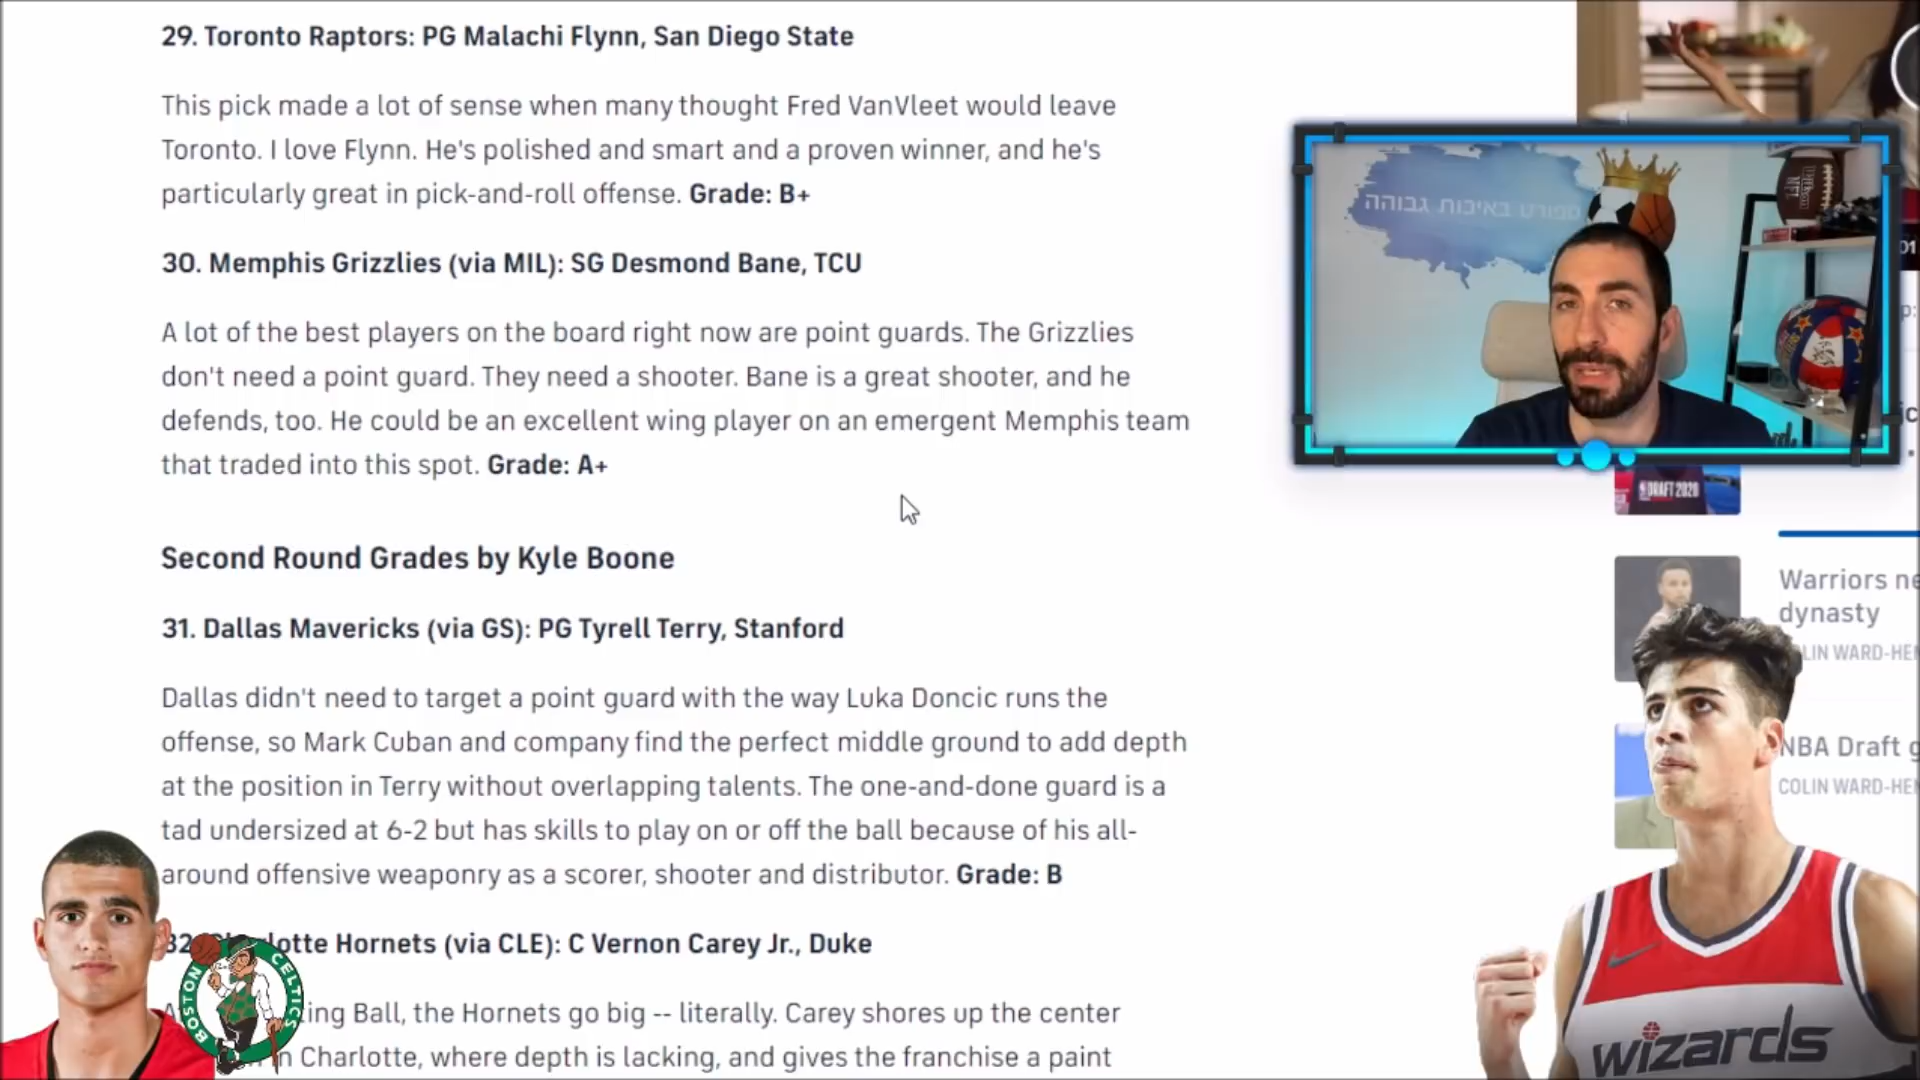 29. Toronto Raptors: PG Malachi Flynn, San Diego State
This pick made a lot of sense when many thought Fred VanVleet would leave
Toronto. I love Flynn. He's polished and smart and a proven winner, and he's
particularly great in pick-and-roll offense. Grade: B+
30. Memphis Grizzlies (via MIL): SG Desmond Bane, TCU
A lot of the best players on the board right now are point guards. The Grizzlies
don't need a point guard. They need a shooter. Bane is a great shooter, and he
defends, too. He could be an excellent wing player on an emergent Memphis team
that traded into this spot. Grade: A+
Second Round Grades by Kyle Boone
31. Dallas Mavericks (via GS): PG Tyrell Terry, Stanford
Dallas didn't need to target a point guard with the way Luka Doncic runs the
offense, so Mark Cuban and company find the perfect middle ground to add depth
at the position in Terry without overlapping talents. The one-and-done guard is a
tad undersized at 6-2 but has skills to play on or off the ball because of his all-
around offensive weaponry as a scorer, shooter and distributor. Grade: B
Hornets (via CLE): C Vernon Carey Jr., Duke
Ball, the Hornets go big -- literally. Carey shores up the center
Charlotte, where depth is lacking, and gives the franchise a paint
ספורט באיכות גבוהה
NFL
DRAFT 2020
Warriors
dynasty
NBA Draft
COLIN
BOSTON
CELTICS
wizards